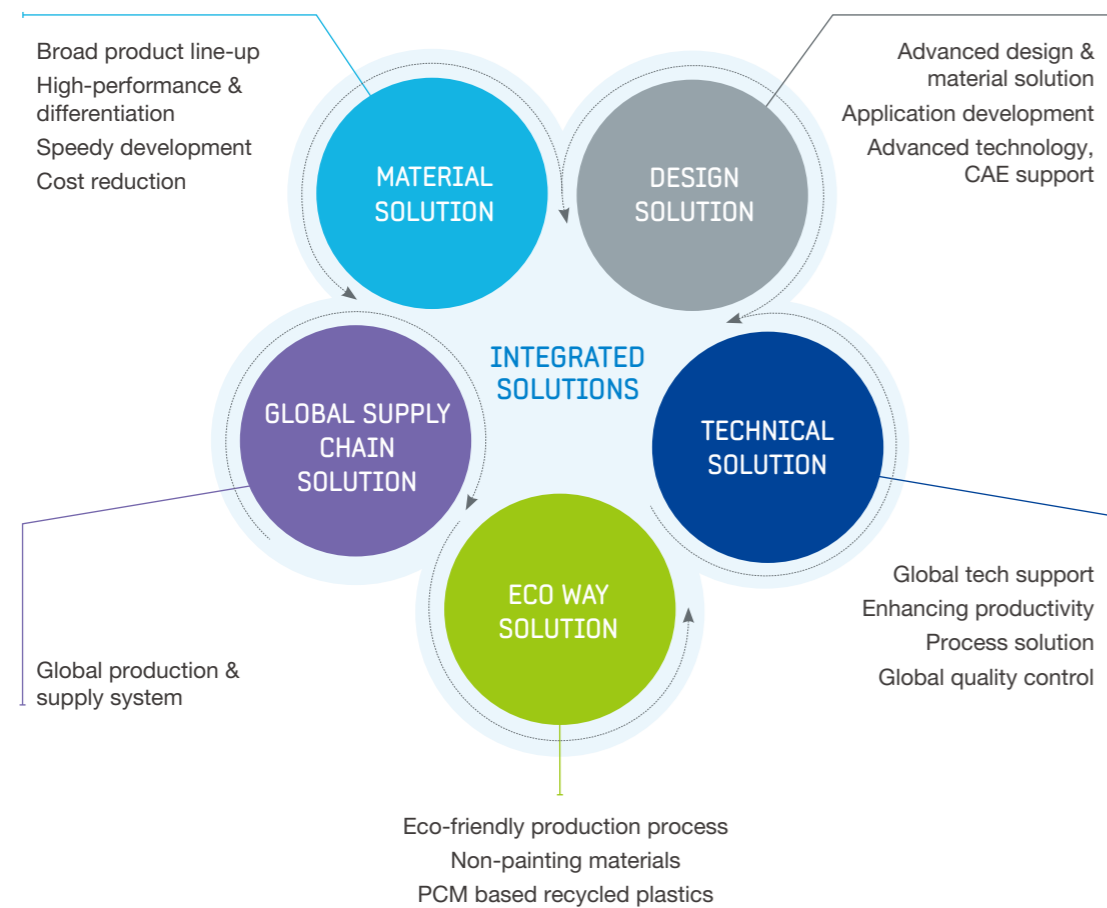 Broad product line-up
High-performance &
differentiation
Speedy development
Cost reduction
Advanced design &
material solution
Application development
Advanced technology,
CAE support
MATERIAL
SOLUTION
DESIGN
SOLUTION
INTEGRATED
SOLUTIONS
GLOBAL SUPPLY
CHAIN
SOLUTION
TECHNICAL
SOLUTION
ECO WAY
SOLUTION
Global production &
supply system
Global tech support
Enhancing productivity
Process solution
Global quality control
Eco-friendly production process
Non-painting materials
PCM based recycled plastics